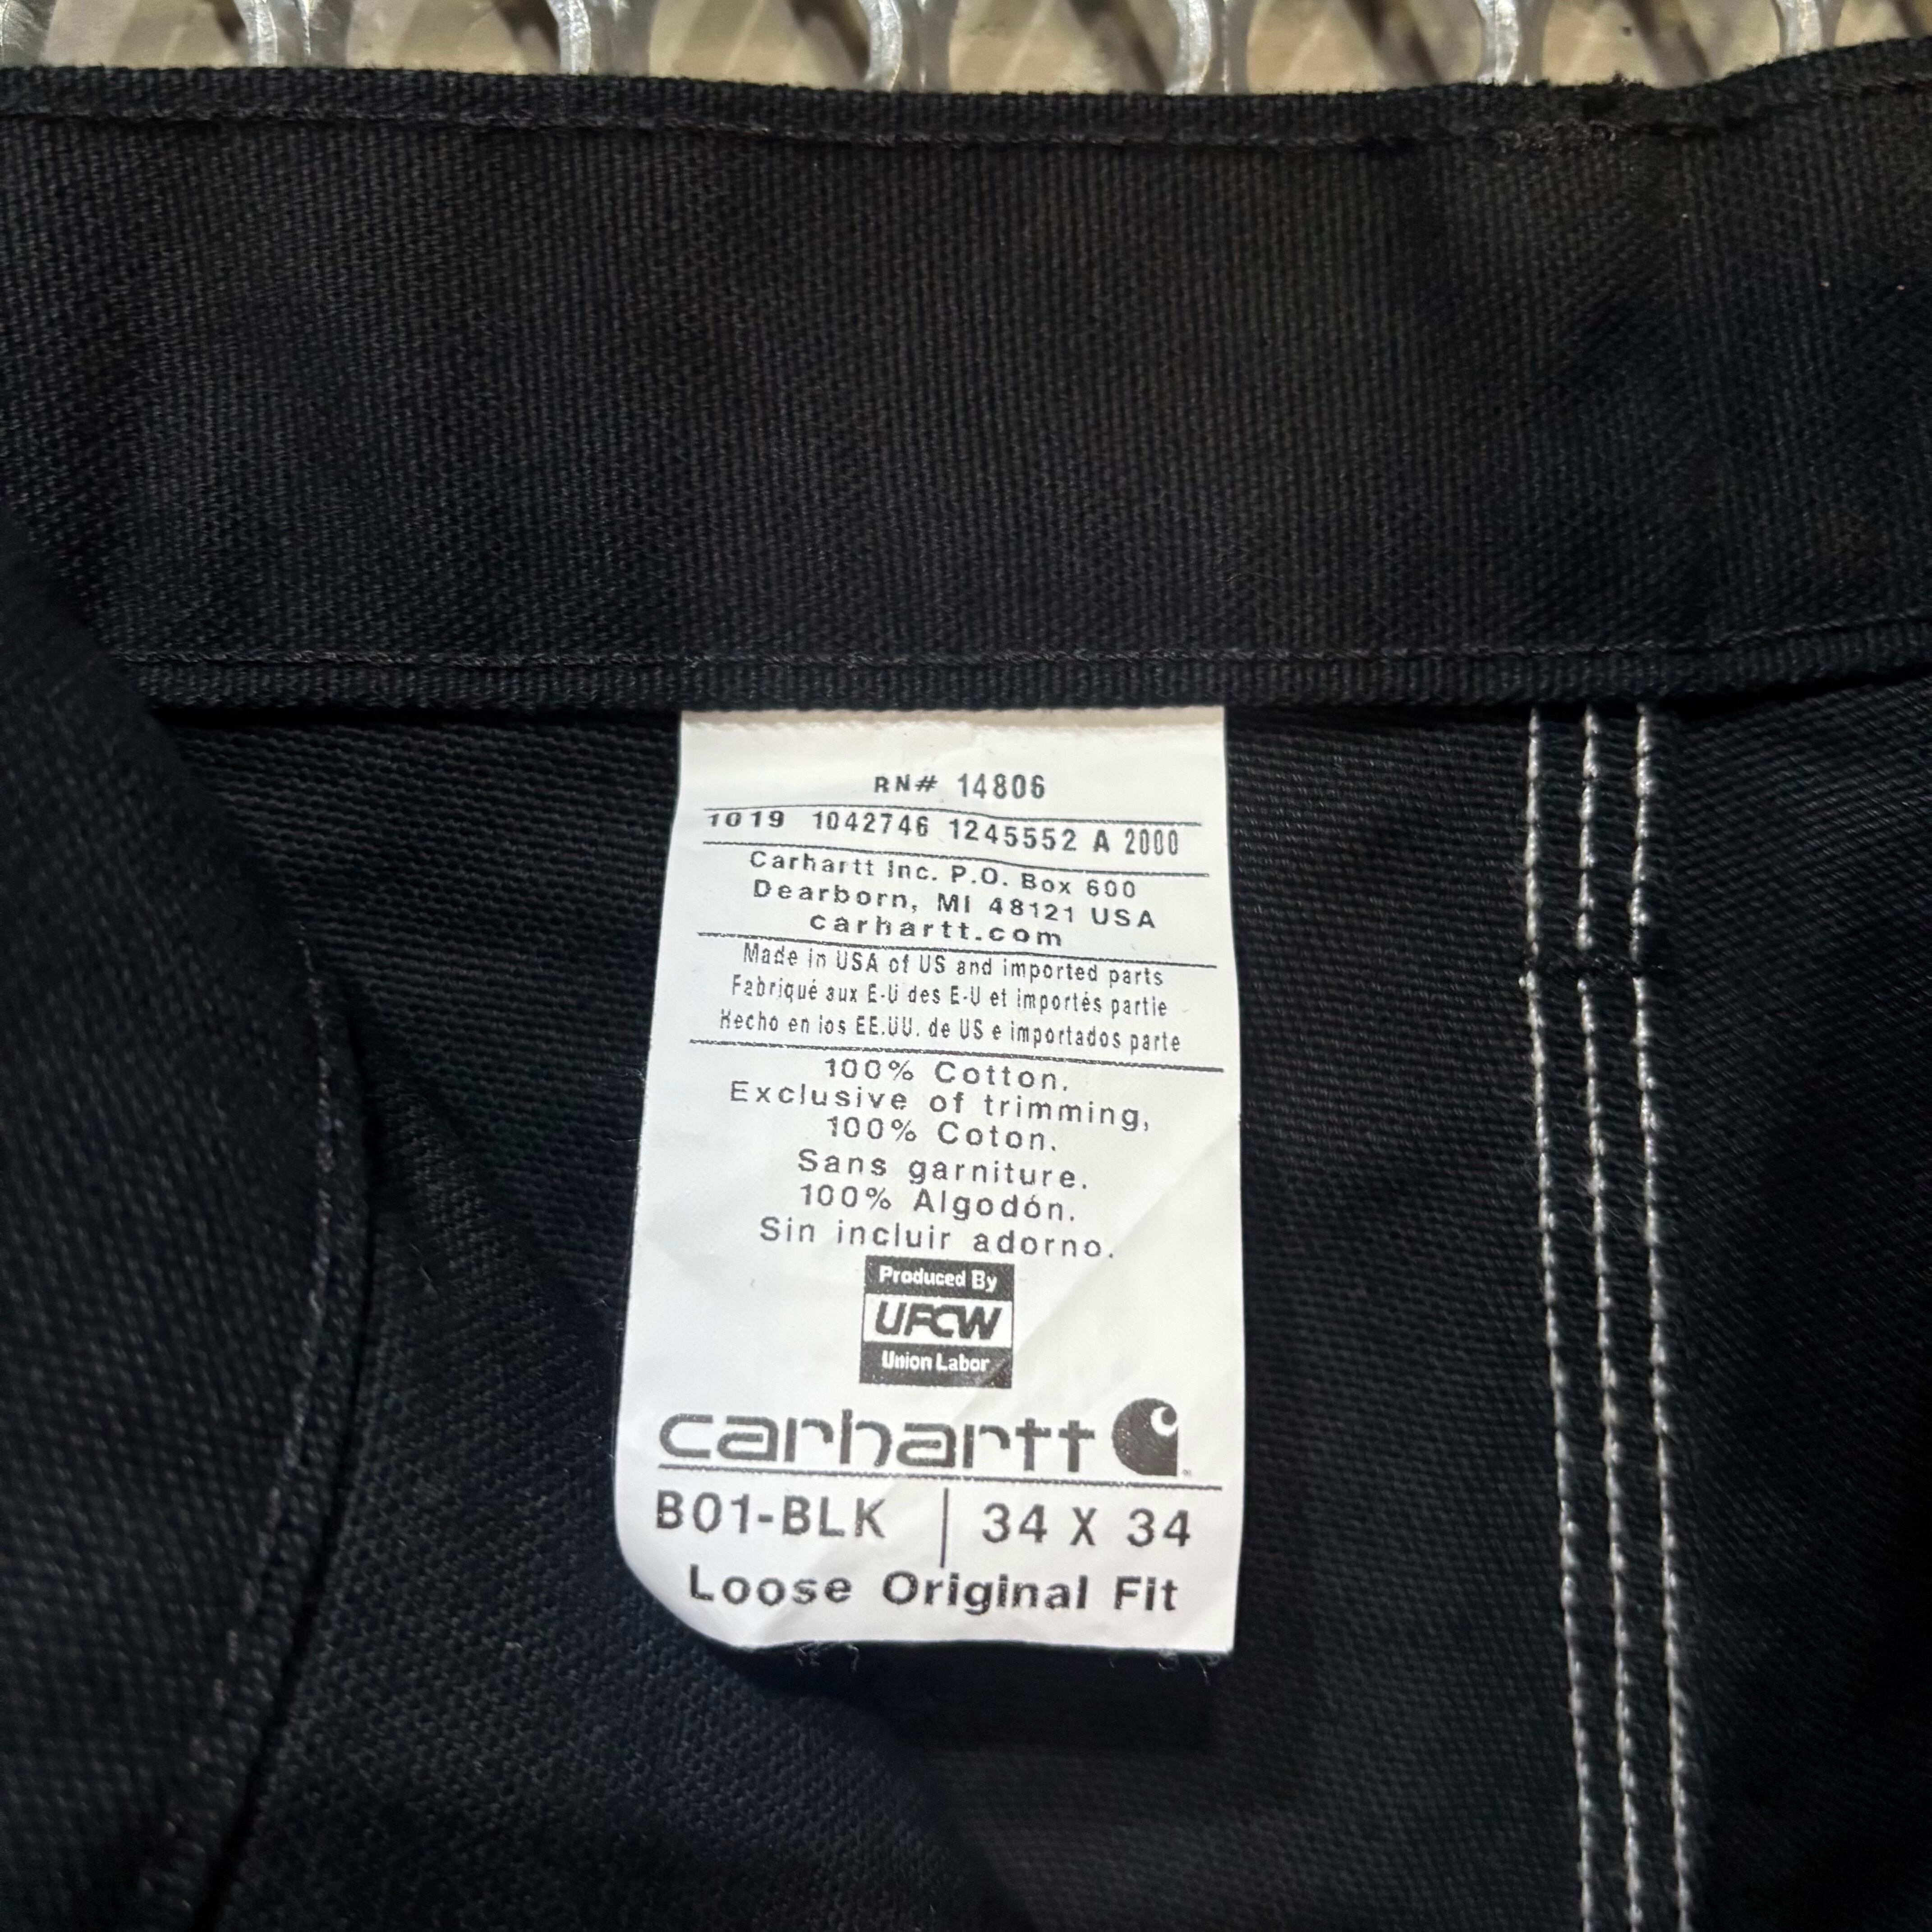 RN# 14806
1019 1042746 1245552 A 2000
Carhartt Inc. P.O. Box 600
Dearborn, MI 48121 USA
carhartt.com
Made in USA of US and imported parts
Fabriqué aux E-U des E-U et importés partie
Hecho en los EE.UU. de US e importados parte
100% Cotton.
Exclusive of trimming,
100% Coton.
Sans garniture.
100% Algodón.
Sin incluir adorno.
Produced By
UFCW
Union Labor
carhartt
B01-BLK | 34 X 34
Loose Original Fit